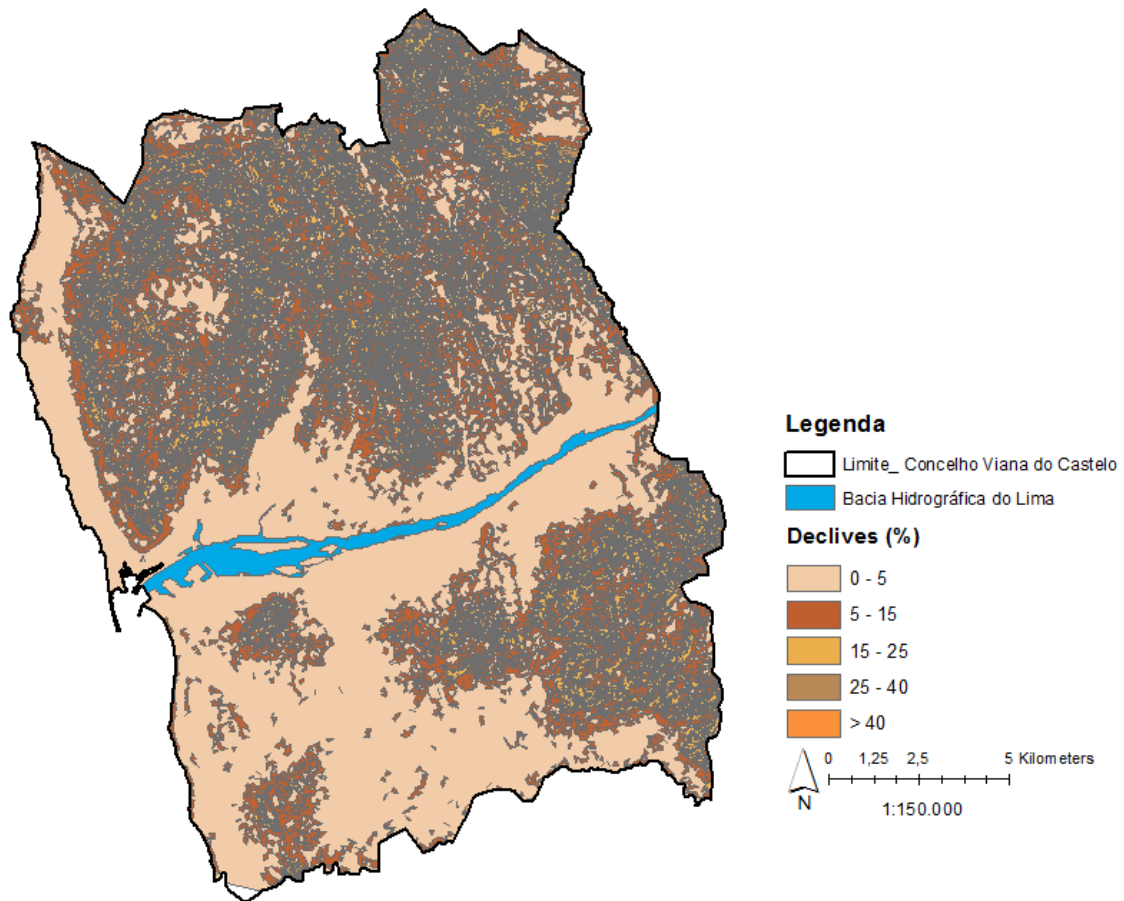 Legenda
Limite_ Concelho Viana do Castelo
Bacia Hidrográfica do Lima
Declives (%)
0 - 5
5 - 15
15 - 25
25 - 40
> 40
0 1,25 2,5 5 Kilometers
N
1:150.000